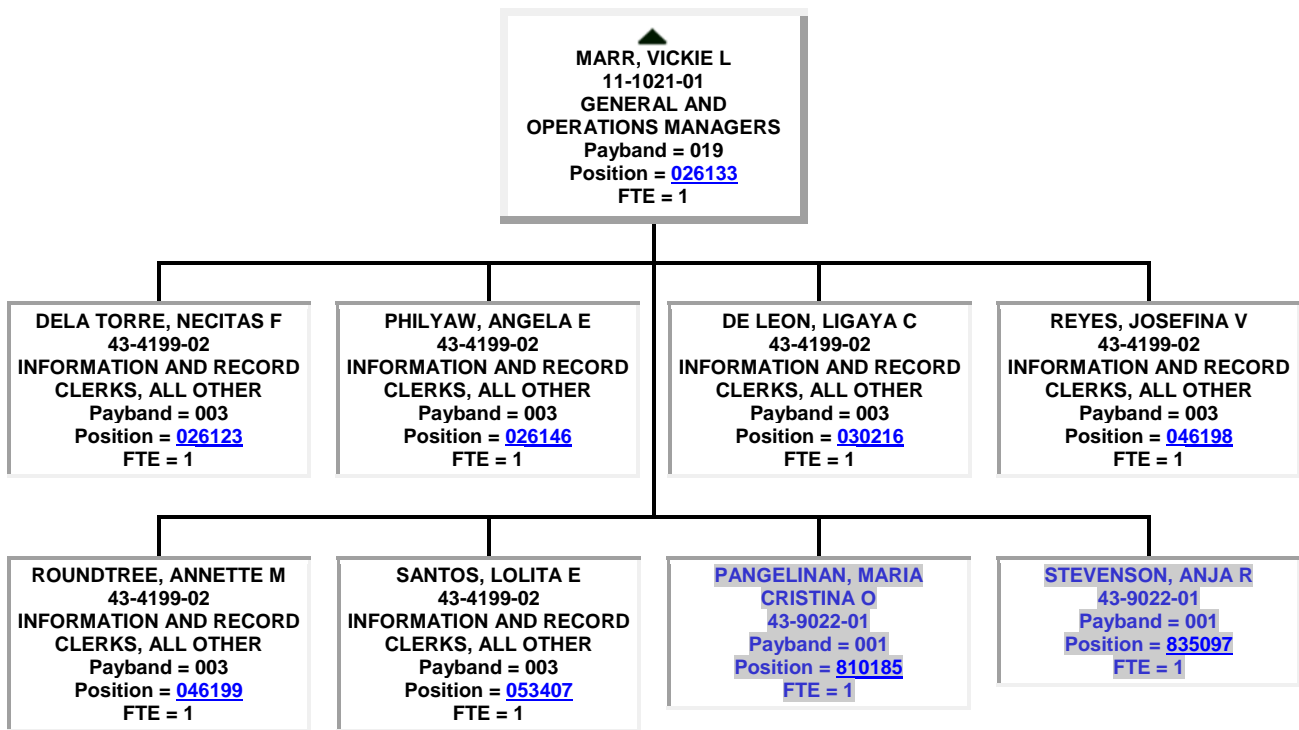 MARR, VICKIE L
11-1021-01
GENERAL AND
OPERATIONS MANAGERS
Payband = 019
Position = 026133
FTE = 1
DELA TORRE, NECITAS F
43-4199-02
INFORMATION AND RECORD
CLERKS, ALL OTHER
Payband = 003
Position = 026123
FTE = 1
PHILYAW, ANGELA E
43-4199-02
INFORMATION AND RECORD
CLERKS, ALL OTHER
Payband = 003
Position = 026146
FTE = 1
DE LEON, LIGAYA C
43-4199-02
INFORMATION AND RECORD
CLERKS, ALL OTHER
Payband = 003
Position = 030216
FTE = 1
REYES, JOSEFINA V
43-4199-02
INFORMATION AND RECORD
CLERKS, ALL OTHER
Payband = 003
Position = 046198
FTE = 1
ROUNDTREE, ANNETTE M
43-4199-02
INFORMATION AND RECORD
CLERKS, ALL OTHER
Payband = 003
Position = 046199
FTE = 1
SANTOS, LOLITA E
43-4199-02
INFORMATION AND RECORD
CLERKS, ALL OTHER
Payband = 003
Position = 053407
FTE = 1
PANGELINAN, MARIA
CRISTINA O
43-9022-01
Payband = 001
Position = 810185
FTE = 1
STEVENSON, ANJA R
43-9022-01
Payband = 001
Position = 835097
FTE = 1